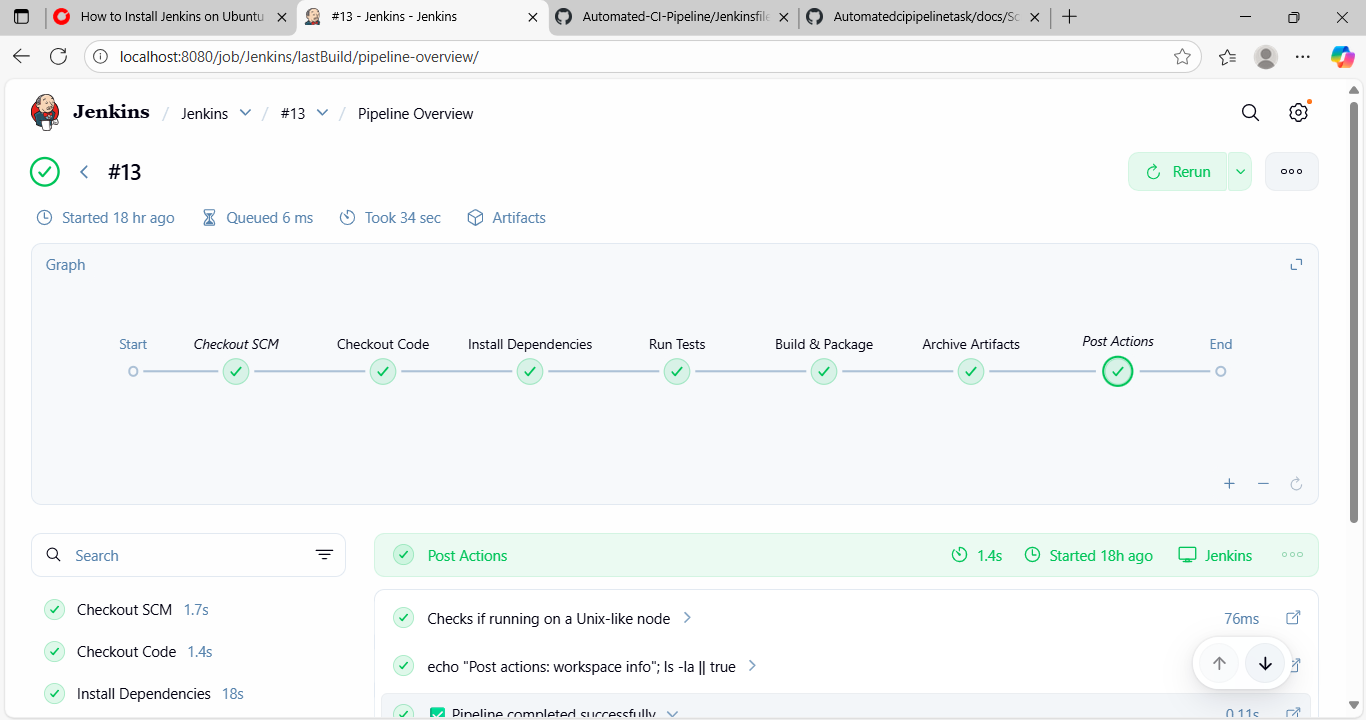 How to Install Jenkins on Ubuntu
#13 - Jenkins - Jenkins
Automated-CI-Pipeline/Jenkinsfile
Automatedcipipelinetask/docs/Sc
localhost:8080/job/Jenkins/lastBuild/pipeline-overview/
Jenkins / Jenkins / #13 / Pipeline Overview
#13
Rerun
Started 18 hr ago
Queued 6 ms
Took 34 sec
Artifacts
Graph
Start
Checkout SCM
Checkout Code
Install Dependencies
Run Tests
Build & Package
Archive Artifacts
Post Actions
End
Search
Post Actions
1.4s
Started 18h ago
Jenkins
Checkout SCM 1.7s
Checkout Code 1.4s
Install Dependencies 18s
Checks if running on a Unix-like node
76ms
echo "Post actions: workspace info"; ls -la || true
Pipeline completed successfully
0.11s